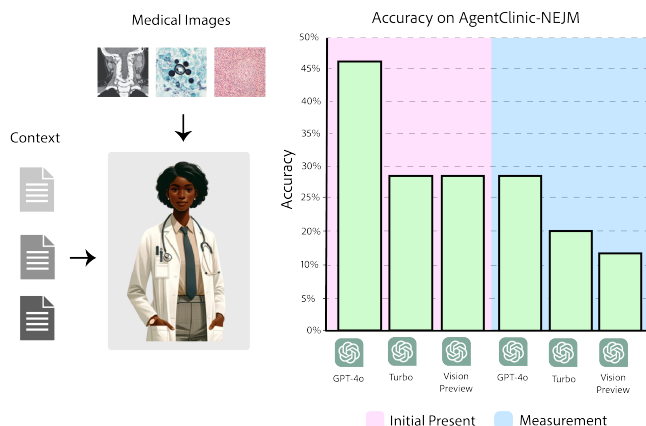 Medical Images
Context
Accuracy on AgentClinic-NEJM
Accuracy
50%
45%
40%
35%
30%
25%
20%
10%
5%
0%
GPT-4o
Turbo
Vision
Preview
GPT-4o
Turbo
Vision
Preview
Initial Present
Measurement